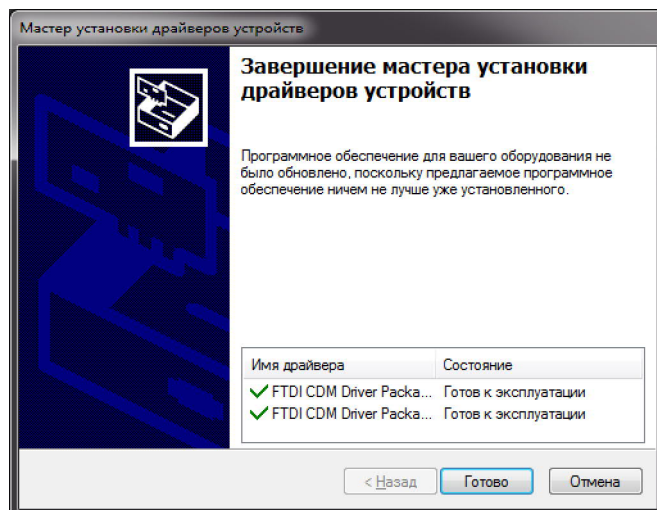 Мастер установки драйверов устройств
Завершение мастера установки
драйверов устройств
Программное обеспечение для вашего оборудования не
было обновлено, поскольку предлагаемое программное
обеспечение ничем не лучше уже установленного.
Имя драйвера Состояние
FTDI CDM Driver Packa... Готов к эксплуатации
FTDI CDM Driver Packa... Готов к эксплуатации
< Назад Готово Отмена